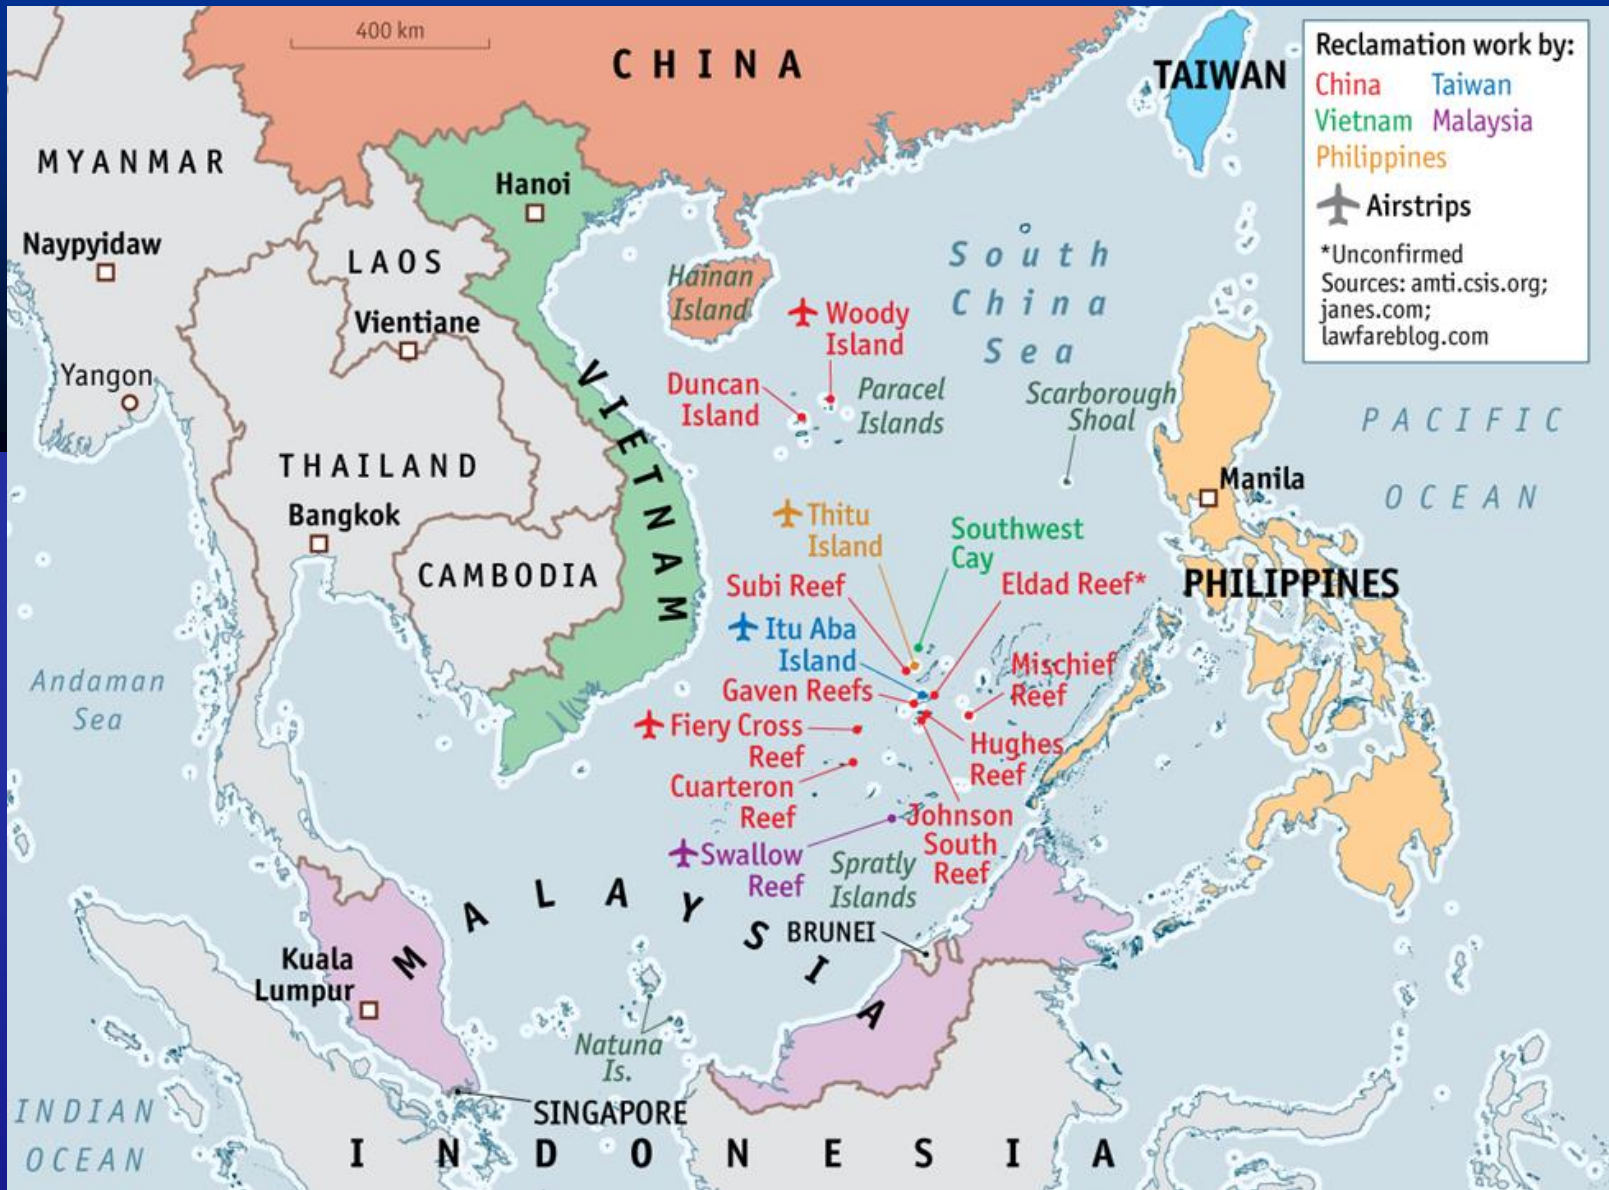 400 km
CHINA
TAIWAN
Reclamation work by:
China Taiwan
Vietnam Malaysia
Philippines
Airstrips
*Unconfirmed
Sources: amti.csis.org;
janes.com;
lawfareblog.com
MYANMAR
Hanoi
Naypyidaw
LAOS
Hainan
Island
South
China
Sea
Vientiane
Woody
Island
Yangon
Duncan
Island
Paracel
Islands
Scarborough
Shoal
PACIFIC
OCEAN
VIETNAM
THAILAND
Bangkok
Manila
Thitu
Island
Southwest
Cay
CAMBODIA
Subi Reef
Eldad Reef*
PHILIPPINES
Itu Aba
Island
Andaman
Sea
Gaven Reefs
Mischief
Reef
Fiery Cross
Reef
Hughes
Reef
Cuarteron
Reef
Johnson
South
Reef
Swallow
Reef
Spratly
Islands
MALAYSIA
BRUNEI
Kuala
Lumpur
Natuna
Is.
SINGAPORE
INDIAN
OCEAN
INDONESIA